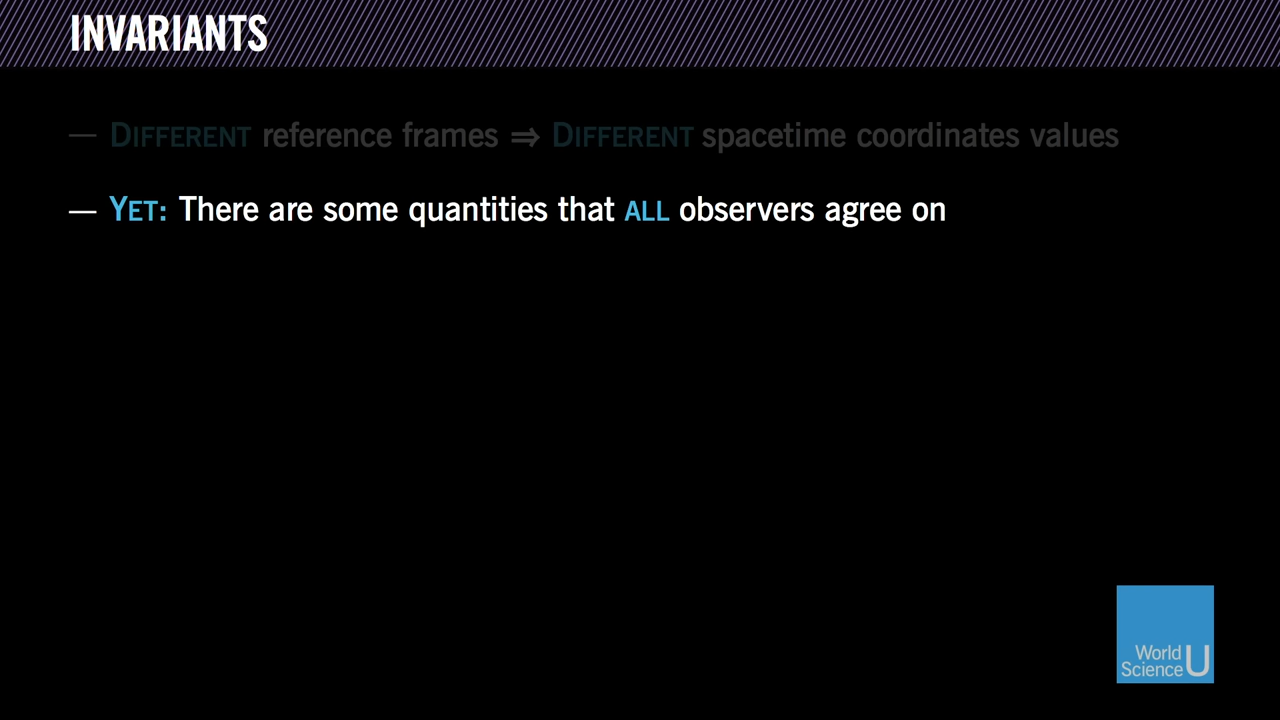 INVARIANTS
— DIFFERENT reference frames ⇒ DIFFERENT spacetime coordinates values
— YET: There are some quantities that ALL observers agree on
World
Science U